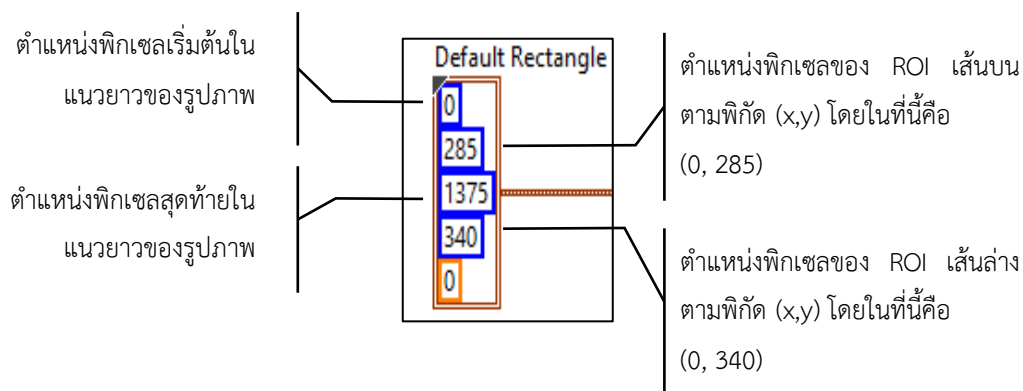 ตำแหน่งพิกเซลเริ่มต้นใน
แนวยาวของรูปภาพ
ตำแหน่งพิกเซลสุดท้ายใน
แนวยาวของรูปภาพ
Default Rectangle
0
285
1375
340
0
ตำแหน่งพิกเซลของ ROI เส้นบน
ตามพิกัด (x,y) โดยในที่นี้คือ
(0, 285)
ตำแหน่งพิกเซลของ ROI เส้นล่าง
ตามพิกัด (x,y) โดยในที่นี้คือ
(0, 340)